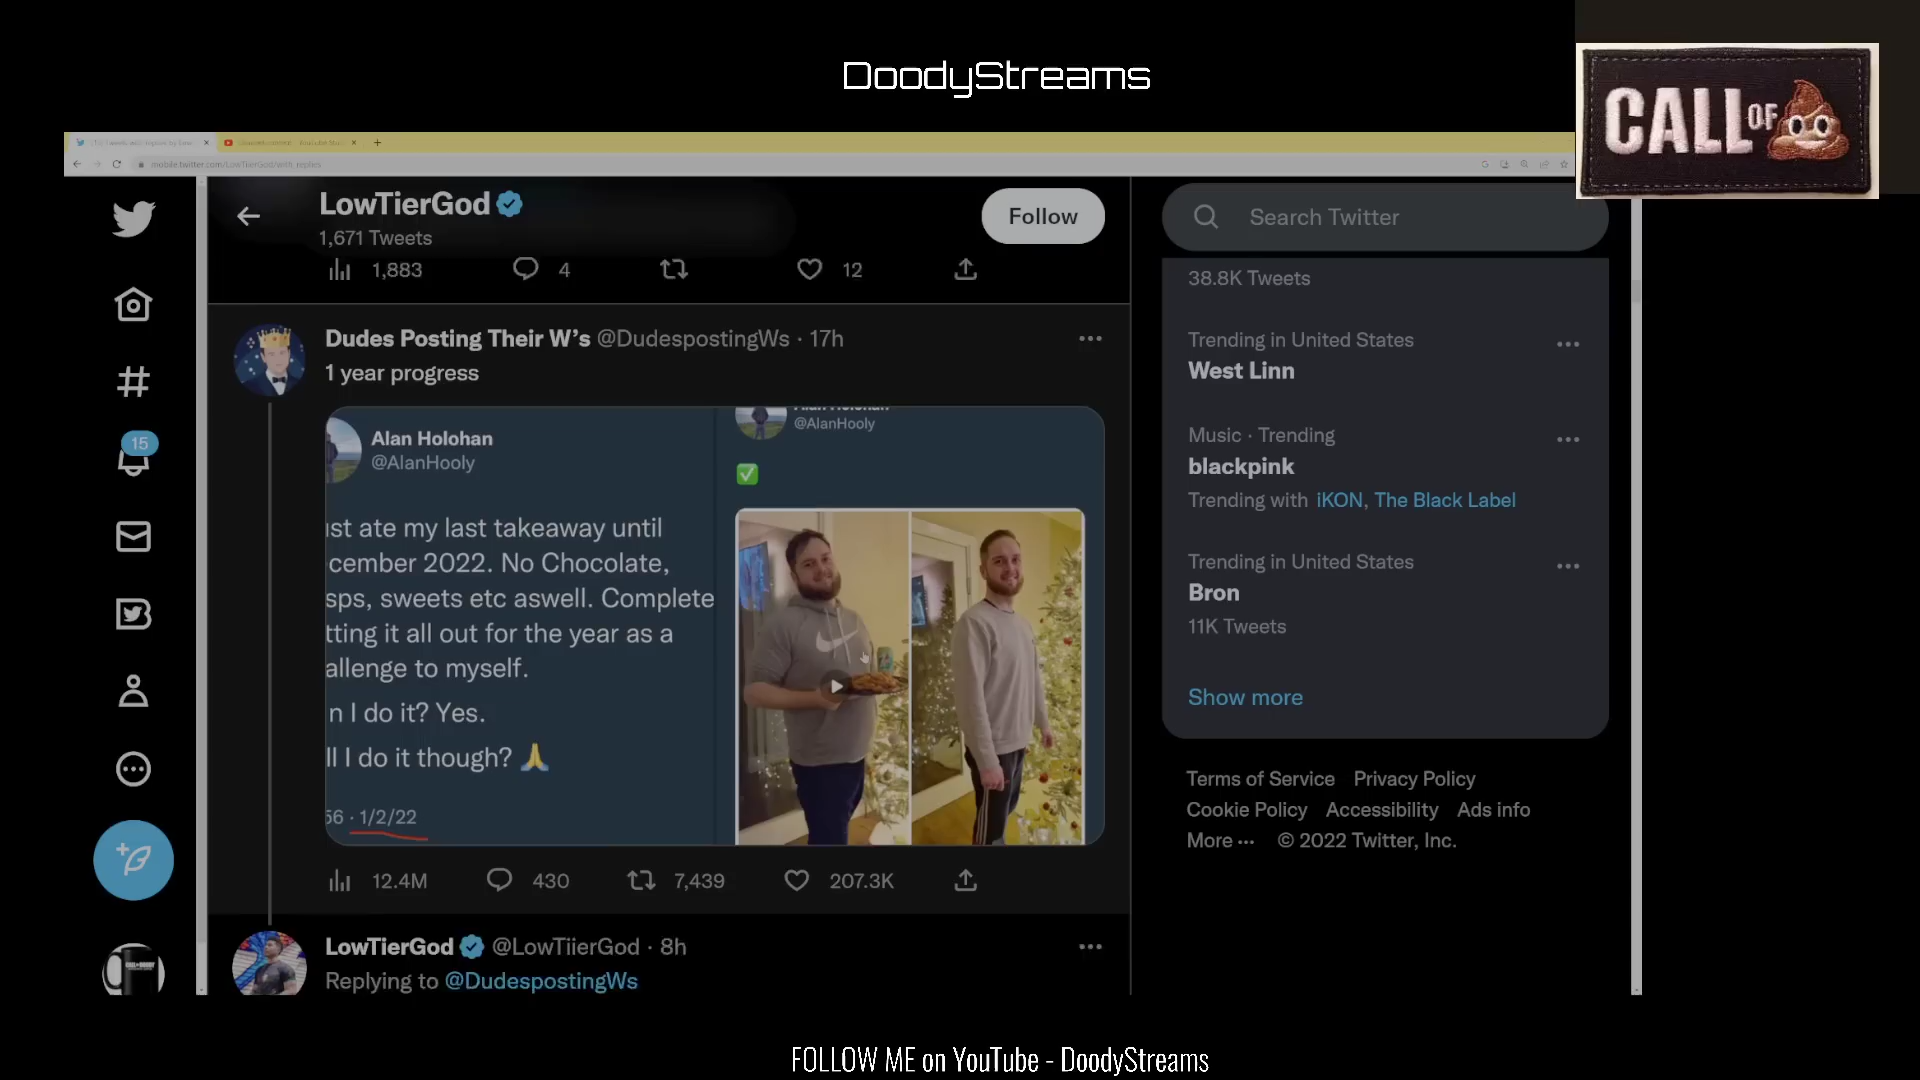 DoodyStreams
CALL OF
mobile.twitter.com/LowTiierGod/with_replies
LowTierGod
1,671 Tweets
Follow
Search Twitter
1,883
4
12
38.8K Tweets
Dudes Posting Their W’s @DudespostingWs · 17h
1 year progress
Trending in United States
West Linn
Alan Holohan
@AlanHooly
@AlanHooly
Music · Trending
blackpink
Trending with iKON, The Black Label
15
ust ate my last takeaway until
cember 2022. No Chocolate,
sps, sweets etc aswell. Complete
tting it all out for the year as a
allenge to myself.
n I do it? Yes.
ll I do it though? 🙏
56 · 1/2/22
Trending in United States
Bron
11K Tweets
Show more
Terms of Service Privacy Policy
Cookie Policy Accessibility Ads info
More ··· © 2022 Twitter, Inc.
12.4M
430
7,439
207.3K
LowTierGod @LowTiierGod · 8h
Replying to @DudespostingWs
FOLLOW ME on YouTube - DoodyStreams